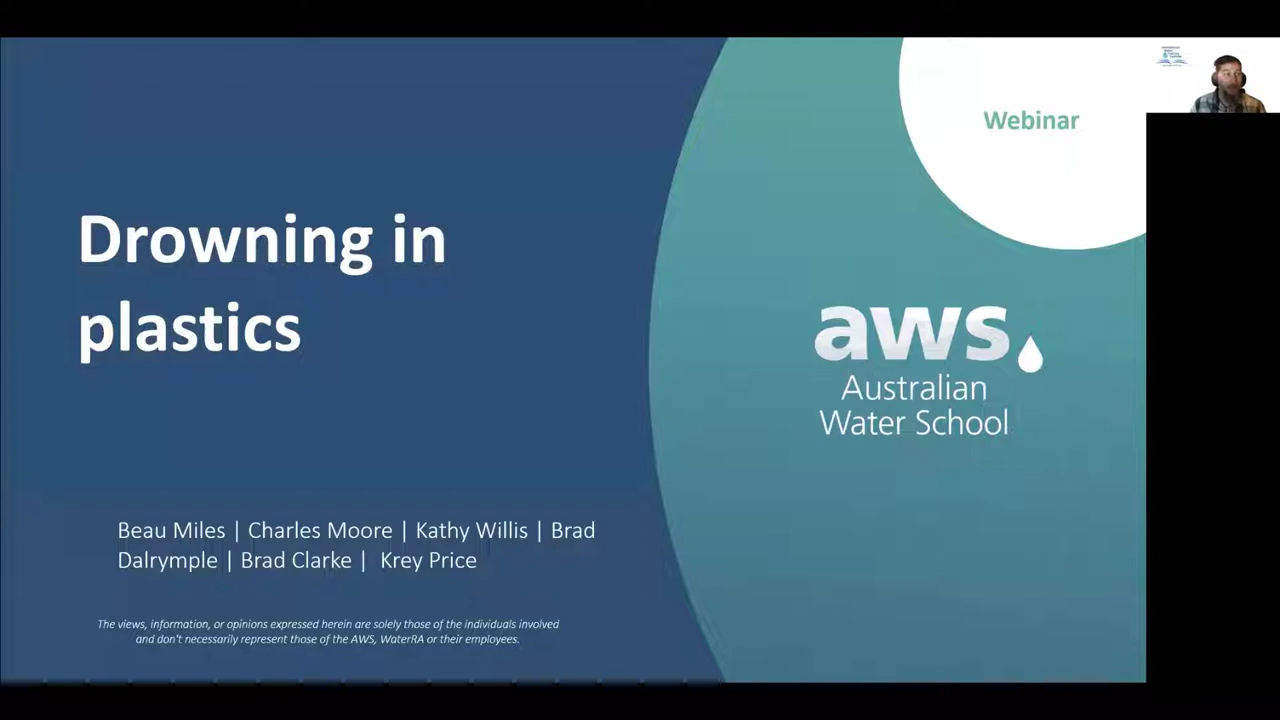 Webinar
Drowning in
plastics
aws
Australian
Water School
Beau Miles | Charles Moore | Kathy Willis | Brad
Dalrymple | Brad Clarke | Krey Price
The views, information, or opinions expressed herein are solely those of the individuals involved
and don't necessarily represent those of the AWS, WaterRA or their employees.